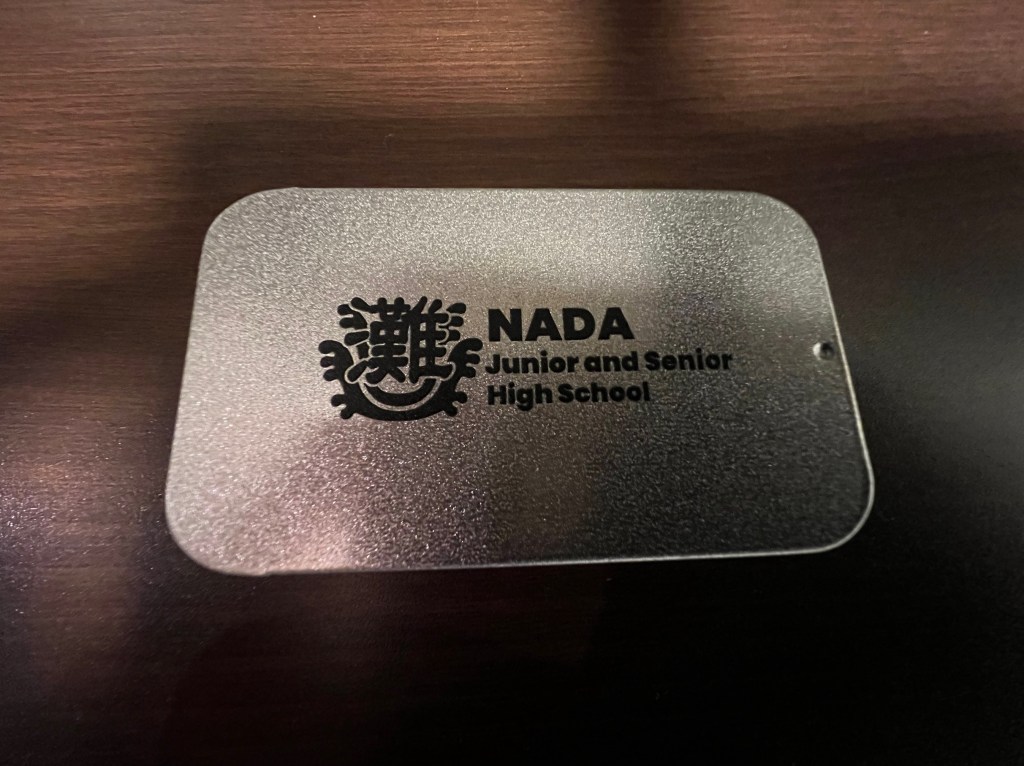 灘
NADA
Junior and Senior
High School